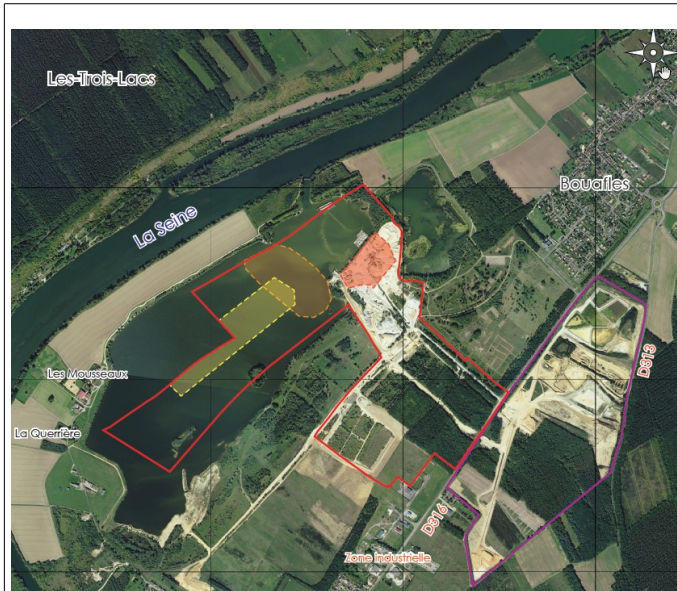 Les-Trois-Lacs
Bouafles
La Seine
D313
Les Mousseaux
La Querrière
D316
Zone industrielle